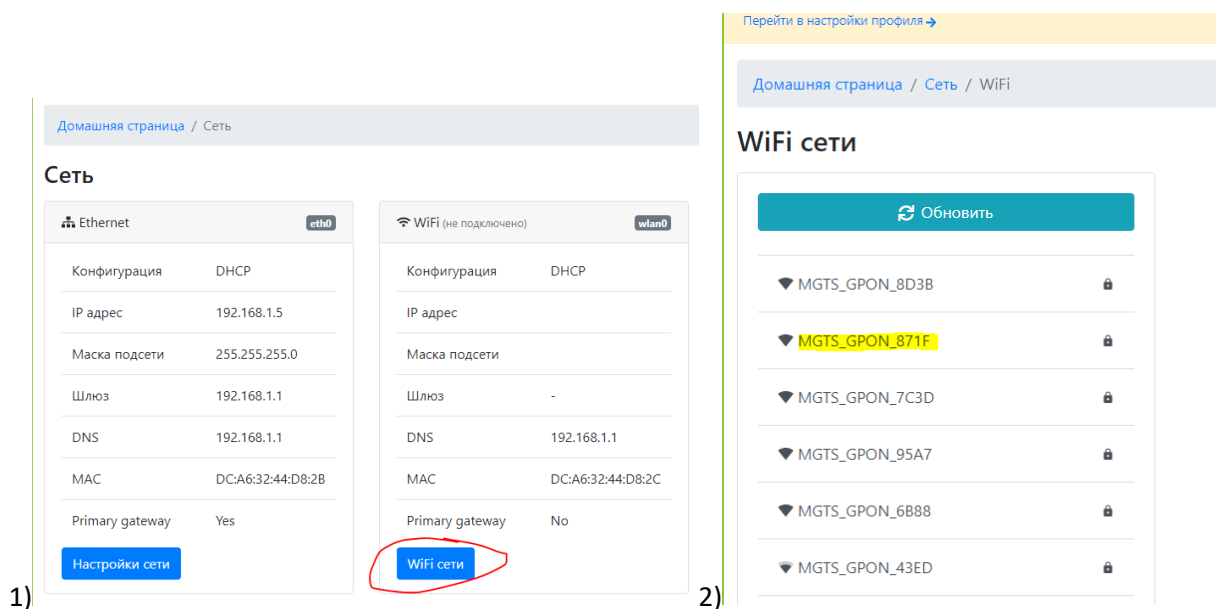 Домашняя страница / Сеть
Сеть
Ethernet eth0
Конфигурация DHCP
IP адрес 192.168.1.5
Маска подсети 255.255.255.0
Шлюз 192.168.1.1
DNS 192.168.1.1
MAC DC:A6:32:44:D8:2B
Primary gateway Yes
Настройки сети
WiFi (не подключено) wlan0
Конфигурация DHCP
IP адрес
Маска подсети
Шлюз -
DNS 192.168.1.1
MAC DC:A6:32:44:D8:2C
Primary gateway No
WiFi сети
1)
Перейти в настройки профиля →
Домашняя страница / Сеть / WiFi
WiFi сети
Обновить
MGTS_GPON_8D3B
MGTS_GPON_871F
MGTS_GPON_7C3D
MGTS_GPON_95A7
MGTS_GPON_6B88
MGTS_GPON_43ED
2)